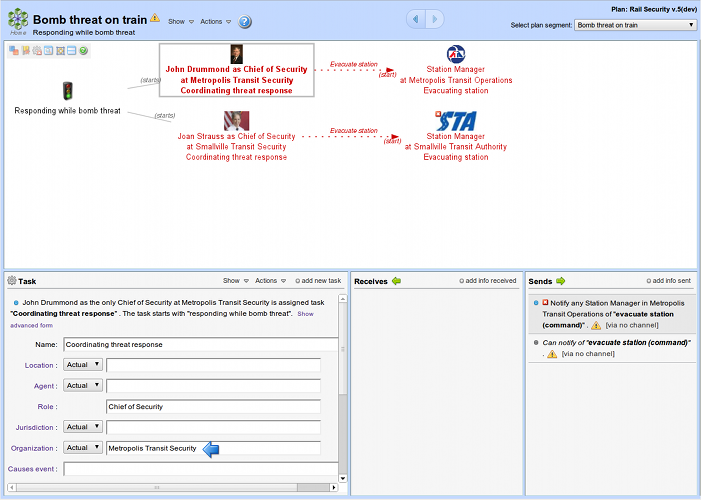 Bomb threat on train
Show
Actions
?
Plan: Rail Security v.5(dev)
Home
Responding while bomb threat
Select plan segment:
Bomb threat on train
John Drummond as Chief of Security
at Metropolis Transit Security
Coordinating threat response
(starts)
Evacuate station
(start)
Station Manager
at Metropolis Transit Operations
Evacuating station
Responding while bomb threat
(starts)
Joan Strauss as Chief of Security
at Smallville Transit Security
Coordinating threat response
Evacuate station
(start)
STA
Station Manager
at Smallville Transit Authority
Evacuating station
Task
Show
Actions
add new task
John Drummond as the only Chief of Security at Metropolis Transit Security is assigned task
"Coordinating threat response" . The task starts with "responding while bomb threat". Show
advanced form
Name: Coordinating threat response
Location : Actual
Agent : Actual
Role : Chief of Security
Jurisdiction : Actual
Organization : Actual Metropolis Transit Security
Causes event :
Receives
add info received
Sends
add info sent
Notify any Station Manager in Metropolis
Transit Operations of "evacuate station
(command)" . [via no channel]
Can notify of "evacuate station (command)"
. [via no channel]